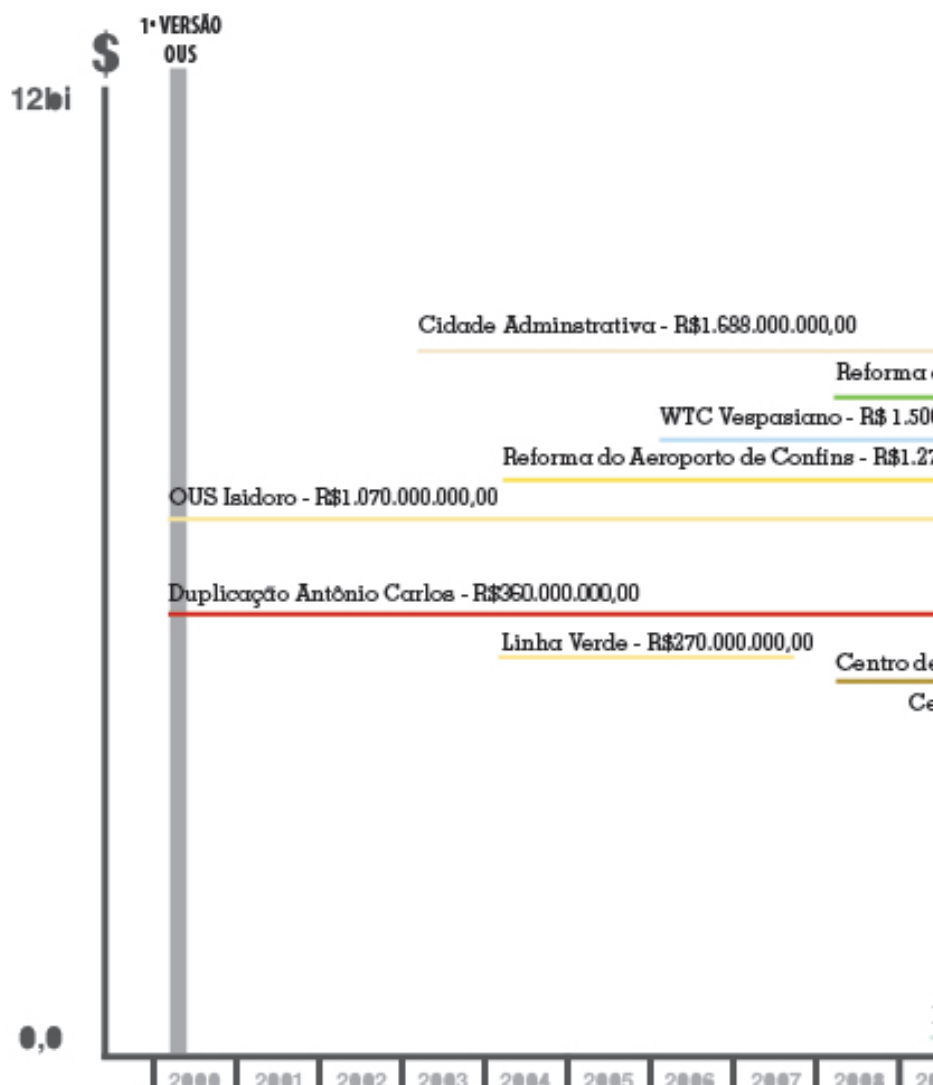 1ª VERSÃO
OUS
$
12bi
Cidade Adminstrativa - R$1.688.000.000,00
Reforma
WTC Vespasiano - R$ 1.50
Reforma do Aeroporto de Confins - R$1.27
OUS Isidoro - R$1.070.000.000,00
Duplicação Antônio Carlos - R$360.000.000,00
Linha Verde - R$270.000.000,00
Centro de
Ce
0,0
2000 2001 2002 2003 2004 2005 2006 2007 2008 20